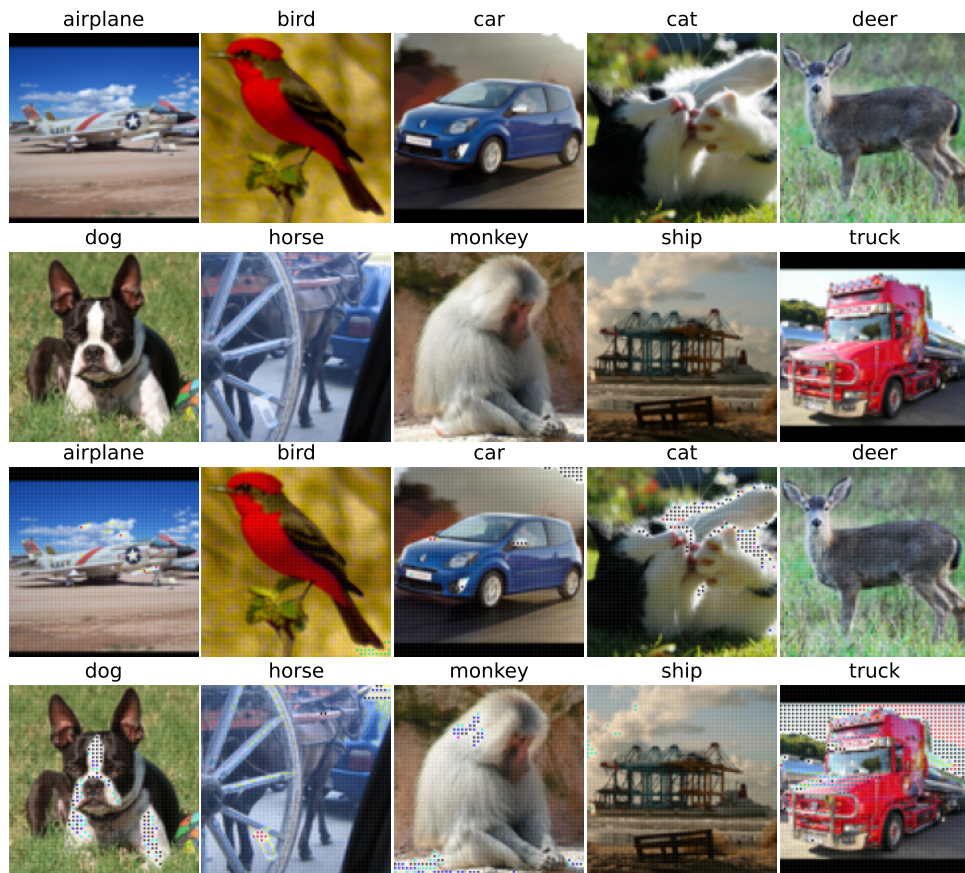 airplane bird car cat deer
dog horse monkey ship truck
airplane bird car cat deer
dog horse monkey ship truck